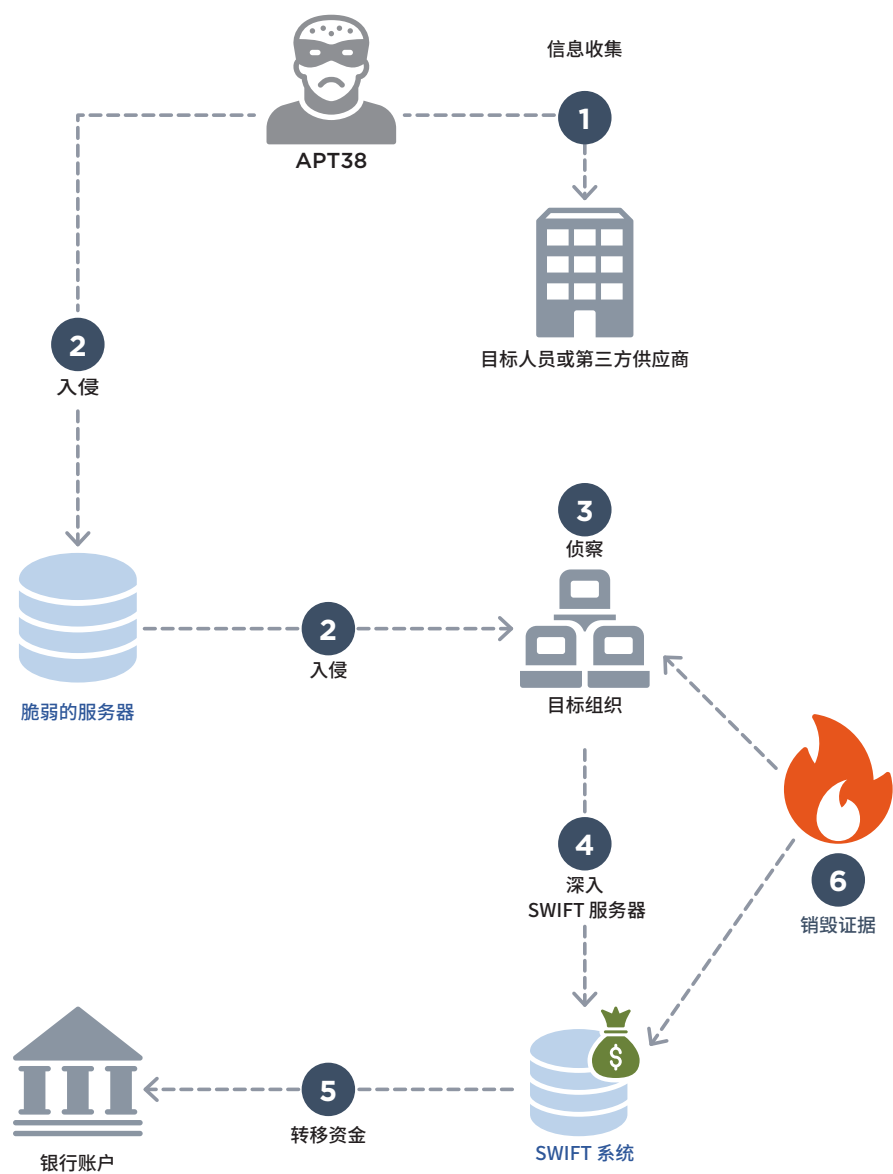 信息收集
1
APT38
目标人员或第三方供应商
2
入侵
3
侦察
2
入侵
脆弱的服务器
目标组织
4
深入
SWIFT 服务器
6
销毁证据
$
5
转移资金
银行账户
SWIFT 系统